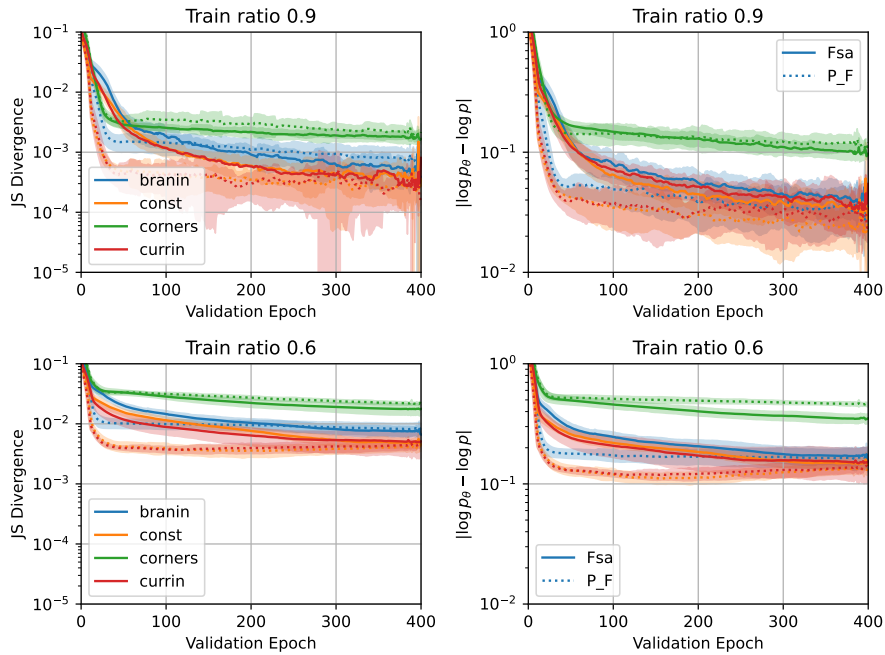 Train ratio 0.9
JS Divergence
10^{-1}
10^{-2}
10^{-3}
10^{-4}
10^{-5}
branin
const
corners
currin
0 100 200 300 400
Validation Epoch
Train ratio 0.9
|log p_θ − log p|
10^0
10^{-1}
10^{-2}
Fsa
P_F
0 100 200 300 400
Validation Epoch
Train ratio 0.6
JS Divergence
10^{-1}
10^{-2}
10^{-3}
10^{-4}
10^{-5}
branin
const
corners
currin
0 100 200 300 400
Validation Epoch
Train ratio 0.6
|log p_θ − log p|
10^0
10^{-1}
10^{-2}
Fsa
P_F
0 100 200 300 400
Validation Epoch